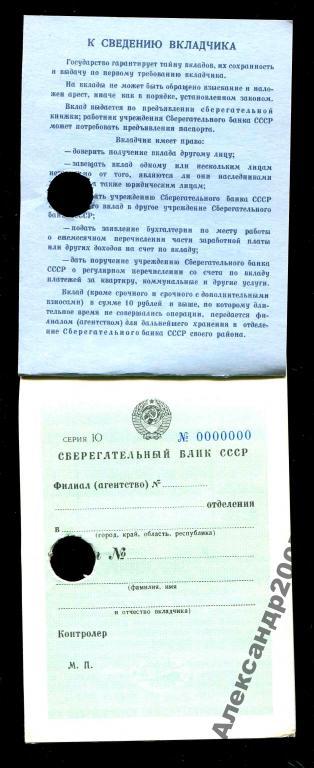 К СВЕДЕНИЮ ВКЛАДЧИКА
Государство гарантирует тайну вкладов, их сохранность
и выдачу по первому требованию вкладчика.
На вклады не может быть обращено взыскание и нало-
жен арест, иначе как в порядке, установленном законом.
Вклад выдается по предъявлении сберегательной
книжки; работник учреждения Сберегательного банка СССР
может потребовать предъявления паспорта.
Вкладчик имеет право:
—доверить получение вклада другому лицу;
—завещать вклад одному или нескольким лицам
от того, являются ли они наследниками
также юридическим лицам;
учреждению Сберегательного банка СССР
вклад в другое учреждение Сберегательного
СССР;
—подать заявление бухгалтерии по месту работы
о ежемесячном перечислении части заработной платы
или других доходов на счет по вкладу;
—дать поручение учреждению Сберегательного банка
СССР о регулярном перечислении со счета по вкладу
платежей за квартиру, коммунальные и другие услуги.
Вклад (кроме срочного и срочного с дополнительными
взносами) в сумме 10 рублей и выше, по которому дли-
тельное время не совершались операции, передается фи-
лиалом (агентством) для дальнейшего хранения в отделе-
ние Сберегательного банка СССР своего района.
СЕРИЯ Ю № 0000000
СБЕРЕГАТЕЛЬНЫЙ БАНК СССР
Филиал (агентство) №
отделения
в
(город, край, область, республика)
№
(фамилия, имя
и отчество вкладчика)
Контролер
М. П.
Александр200